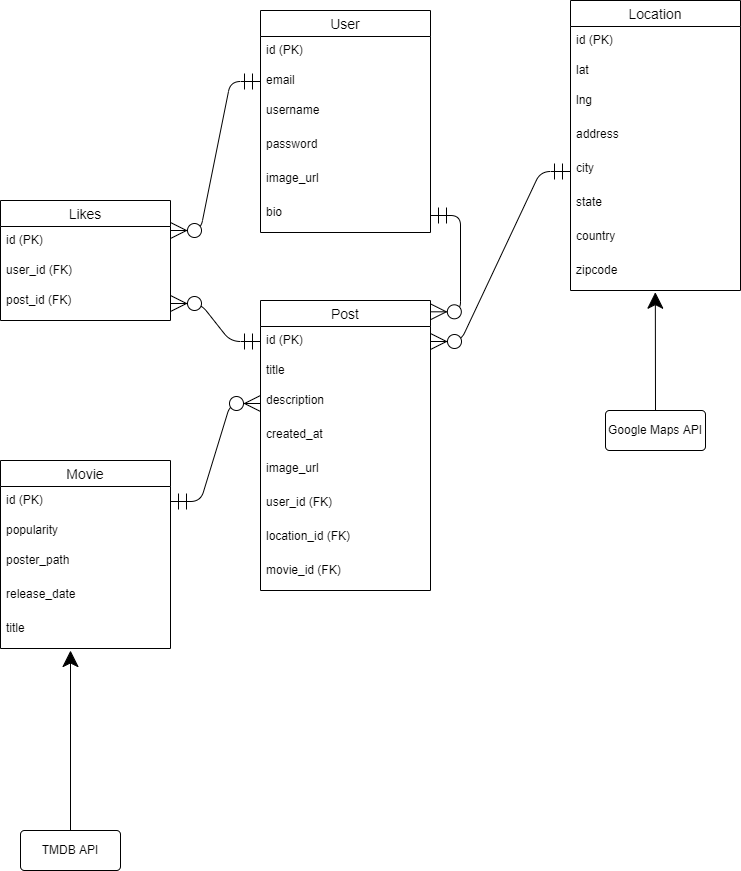 User
id (PK)
email
username
password
image_url
bio
Location
id (PK)
lat
lng
address
city
state
country
zipcode
Likes
id (PK)
user_id (FK)
post_id (FK)
Post
id (PK)
title
description
created_at
image_url
user_id (FK)
location_id (FK)
movie_id (FK)
Google Maps API
Movie
id (PK)
popularity
poster_path
release_date
title
TMDB API